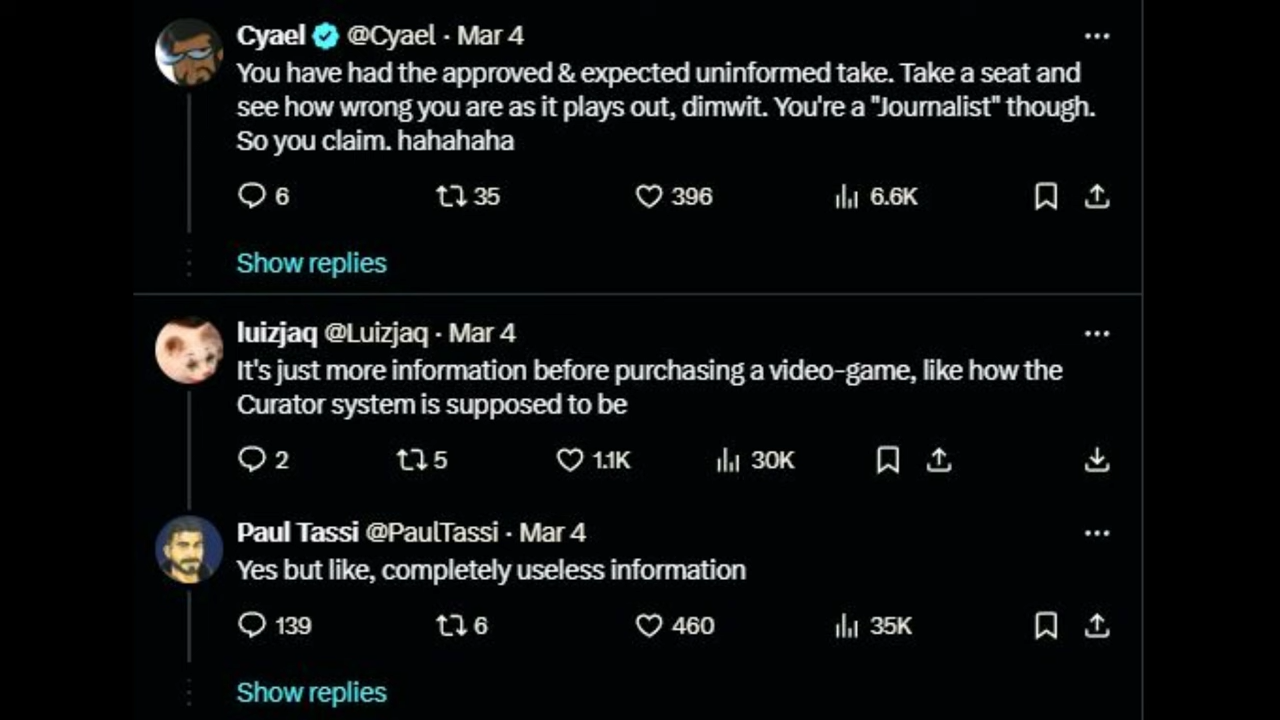 Cyael @Cyael · Mar 4
You have had the approved & expected uninformed take. Take a seat and
see how wrong you are as it plays out, dimwit. You're a "Journalist" though.
So you claim. hahahaha
6 35 396 6.6K
Show replies
luizjaq @Luizjaq · Mar 4
It's just more information before purchasing a video-game, like how the
Curator system is supposed to be
2 5 1.1K 30K
Paul Tassi @PaulTassi · Mar 4
Yes but like, completely useless information
139 6 460 35K
Show replies